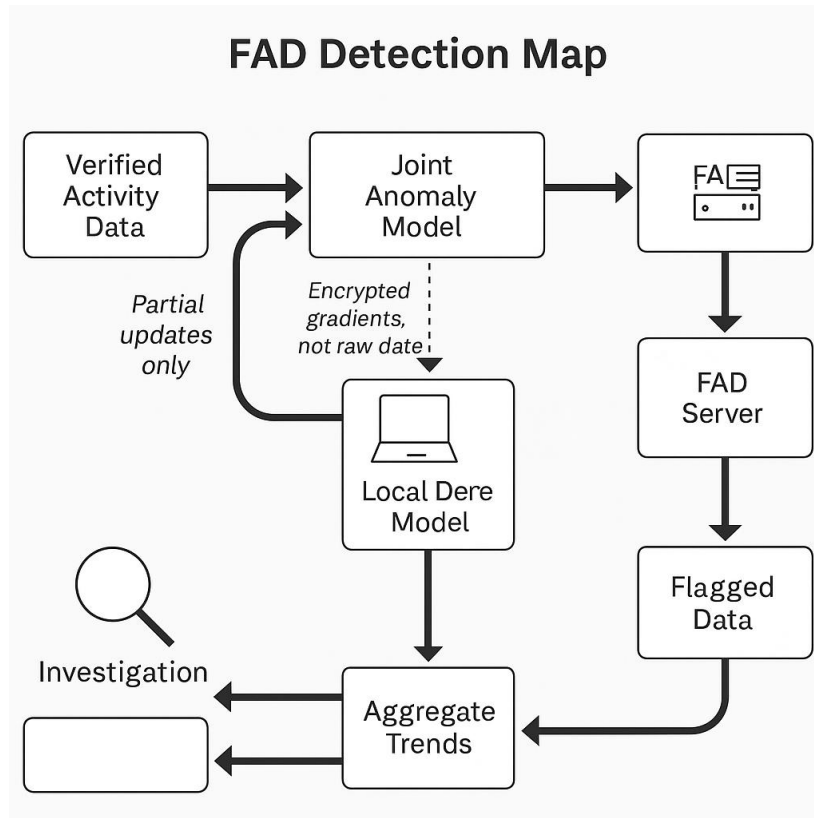 FAD Detection Map
Verified
Activity
Data
Joint
Anomaly
Model
FA
Partial
updates
only
Encrypted
gradients,
not raw date
FAD
Server
Local Dere
Model
Flagged
Data
Investigation
Aggregate
Trends